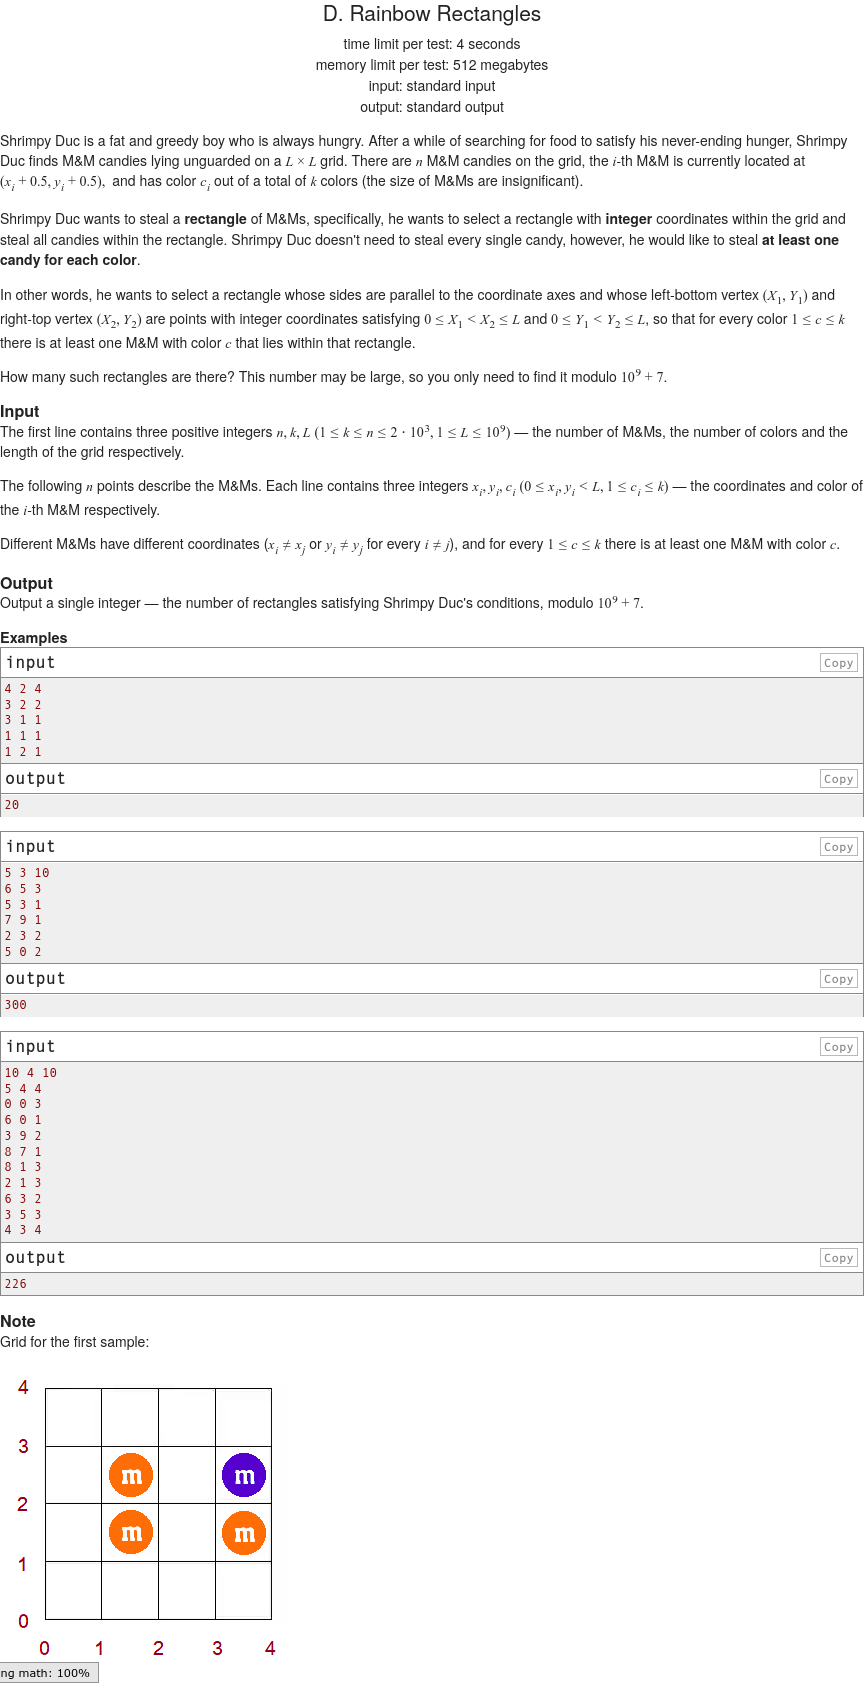 D. Rainbow Rectangles
time limit per test: 4 seconds
memory limit per test: 512 megabytes
input: standard input
output: standard output
Shrimpy Duc is a fat and greedy boy who is always hungry. After a while of searching for food to satisfy his never-ending hunger, Shrimpy
Duc finds M&M candies lying unguarded on a L × L grid. There are n M&M candies on the grid, the i-th M&M is currently located at
(x_i + 0.5, y_i + 0.5), and has color c_i out of a total of k colors (the size of M&Ms are insignificant).
Shrimpy Duc wants to steal a rectangle of M&Ms, specifically, he wants to select a rectangle with integer coordinates within the grid and
steal all candies within the rectangle. Shrimpy Duc doesn't need to steal every single candy, however, he would like to steal at least one
candy for each color.
In other words, he wants to select a rectangle whose sides are parallel to the coordinate axes and whose left-bottom vertex (X_1, Y_1) and
right-top vertex (X_2, Y_2) are points with integer coordinates satisfying 0 ≤ X_1 < X_2 ≤ L and 0 ≤ Y_1 < Y_2 ≤ L, so that for every color 1 ≤ c ≤ k
there is at least one M&M with color c that lies within that rectangle.
How many such rectangles are there? This number may be large, so you only need to find it modulo 10^9 + 7.
Input
The first line contains three positive integers n, k, L (1 ≤ k ≤ n ≤ 2 · 10^3, 1 ≤ L ≤ 10^9) — the number of M&Ms, the number of colors and the
length of the grid respectively.
The following n points describe the M&Ms. Each line contains three integers x_i, y_i, c_i (0 ≤ x_i, y_i < L, 1 ≤ c_i ≤ k) — the coordinates and color of
the i-th M&M respectively.
Different M&Ms have different coordinates (x_i ≠ x_j or y_i ≠ y_j for every i ≠ j), and for every 1 ≤ c ≤ k there is at least one M&M with color c.
Output
Output a single integer — the number of rectangles satisfying Shrimpy Duc's conditions, modulo 10^9 + 7.
Examples
input Copy
4 2 4
3 2 2
3 1 1
1 1 1
1 2 1
output Copy
20
input Copy
5 3 10
6 5 3
5 3 1
7 9 1
2 3 2
5 0 2
output Copy
300
input Copy
10 4 10
5 4 4
0 0 3
6 0 1
3 9 2
8 7 1
8 1 3
2 1 3
6 3 2
3 5 3
4 3 4
output Copy
226
Note
Grid for the first sample:
4
3
m m
2
m m
1
0
0 1 2 3 4
ng math: 100%